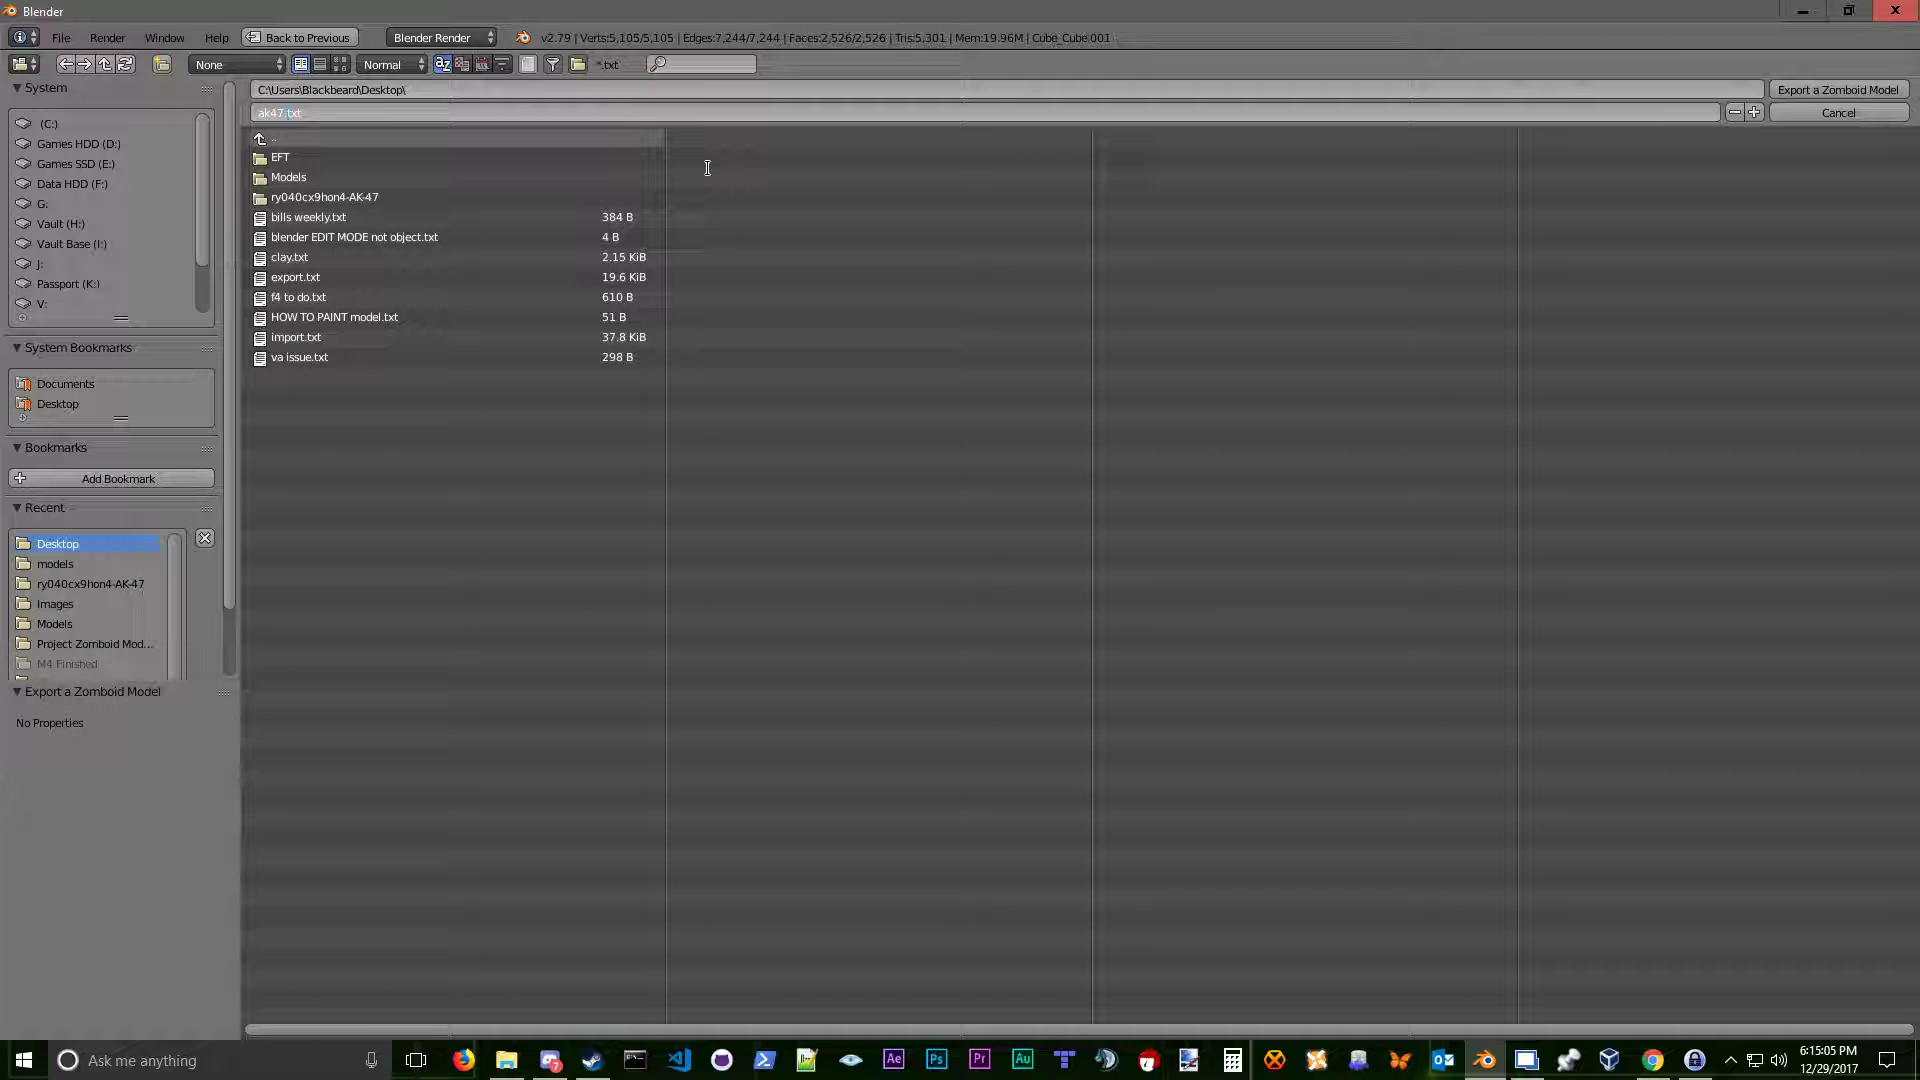 Blender
File Render Window Help Back to Previous Blender Render v2.79 | Verts:5,105/5,105 | Edges:7,244/7,244 | Faces:2,526/2,526 | Tris:5,301 | Mem:19.96M | Cube_Cube.001
None Normal *.txt
System
(C:)
Games HDD (D:)
Games SSD (E:)
Data HDD (F:)
G:
Vault (H:)
Vault Base (I:)
J:
Passport (K:)
V:
System Bookmarks
Documents
Desktop
Bookmarks
Add Bookmark
Recent
Desktop
models
ry040cx9hon4-AK-47
Images
Models
Project Zomboid Mod...
M4 Finished
Export a Zomboid Model
No Properties
C:\Users\Blackbeard\Desktop\ Export a Zomboid Model
ak47.txt Cancel
..
EFT
Models
ry040cx9hon4-AK-47
bills weekly.txt 384 B
blender EDIT MODE not object.txt 4 B
clay.txt 2.15 KiB
export.txt 19.6 KiB
f4 to do.txt 610 B
HOW TO PAINT model.txt 51 B
import.txt 37.8 KiB
va issue.txt 298 B
Ask me anything
7
Ae Ps Pr Au
6:15:05 PM
12/29/2017